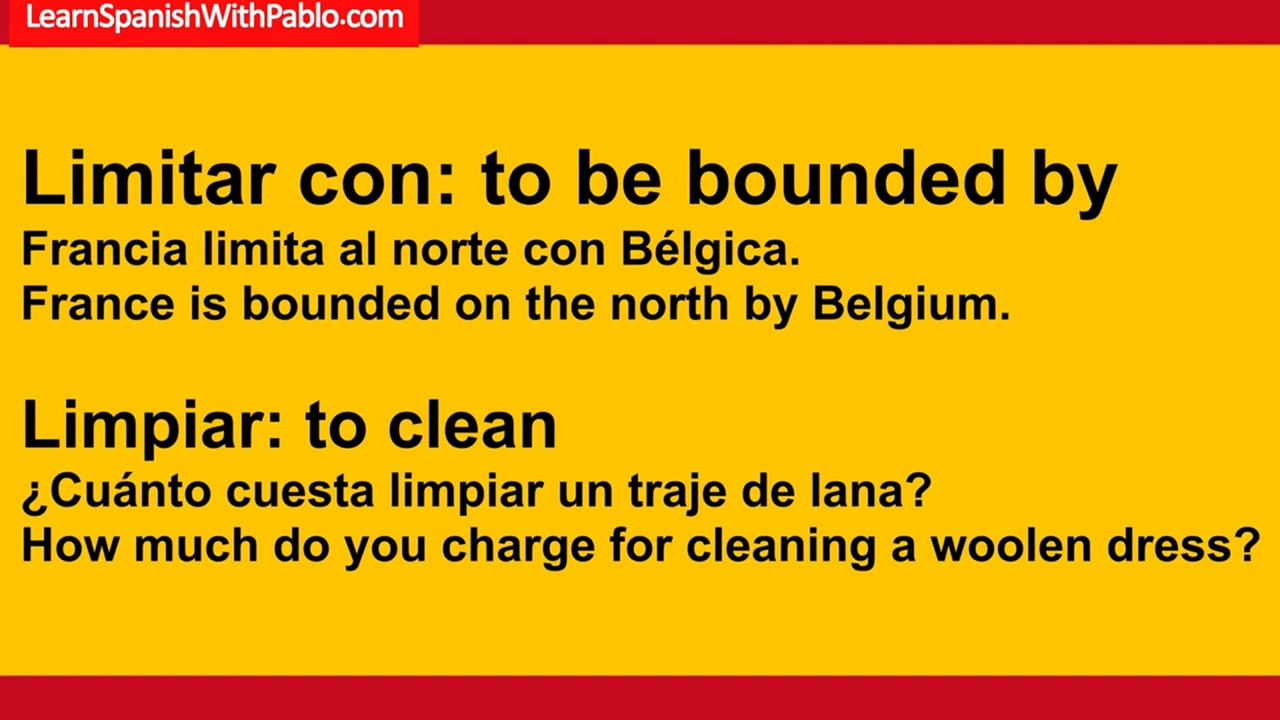 LearnSpanishWithPablo.com
Limitar con: to be bounded by
Francia limita al norte con Bélgica.
France is bounded on the north by Belgium.
Limpiar: to clean
¿Cuánto cuesta limpiar un traje de lana?
How much do you charge for cleaning a woolen dress?